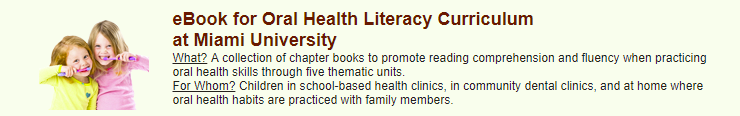 eBook for Oral Health Literacy Curriculum
at Miami University
What? A collection of chapter books to promote reading comprehension and fluency when practicing
oral health skills through five thematic units.
For Whom? Children in school-based health clinics, in community dental clinics, and at home where
oral health habits are practiced with family members.